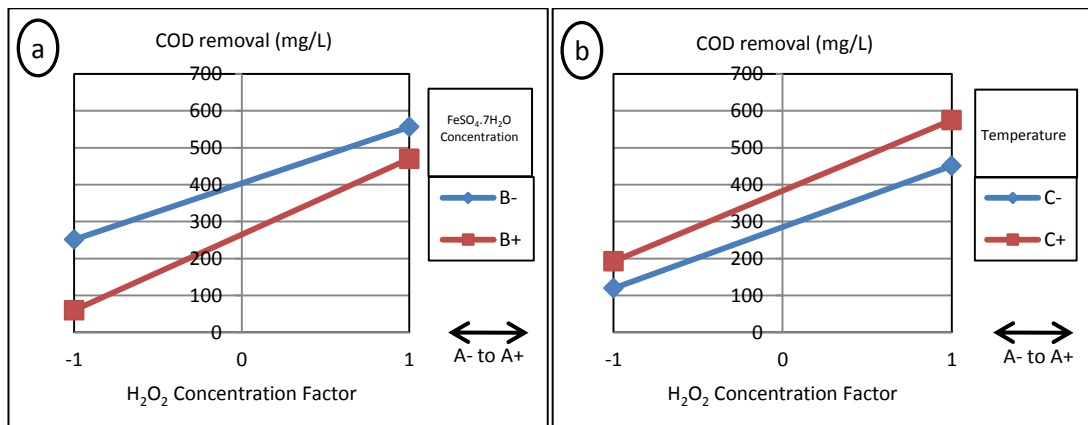 a
COD removal (mg/L)
700
600
500
400
300
200
100
0
-1
0
1
H₂O₂ Concentration Factor
FeSO₄.7H₂O
Concentration
B-
B+
A- to A+
b
COD removal (mg/L)
700
600
500
400
300
200
100
0
-1
0
1
H₂O₂ Concentration Factor
Temperature
C-
C+
A- to A+